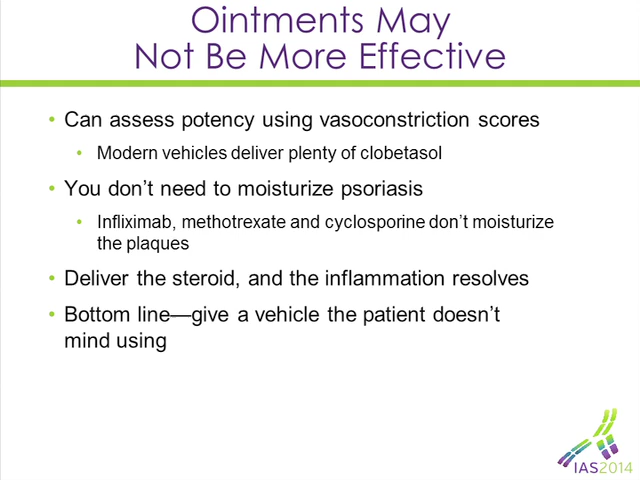 Ointments May
Not Be More Effective
• Can assess potency using vasoconstriction scores
• Modern vehicles deliver plenty of clobetasol
• You don’t need to moisturize psoriasis
• Infliximab, methotrexate and cyclosporine don’t moisturize
the plaques
• Deliver the steroid, and the inflammation resolves
• Bottom line—give a vehicle the patient doesn’t
mind using
IAS2014